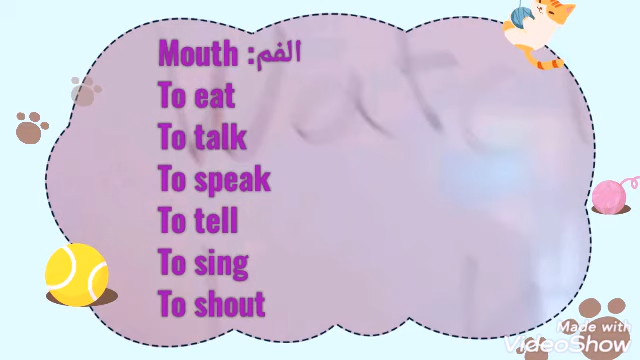 Mouth :الفم
To eat
To talk
To speak
To tell
To sing
To shout
Made with
VideoShow